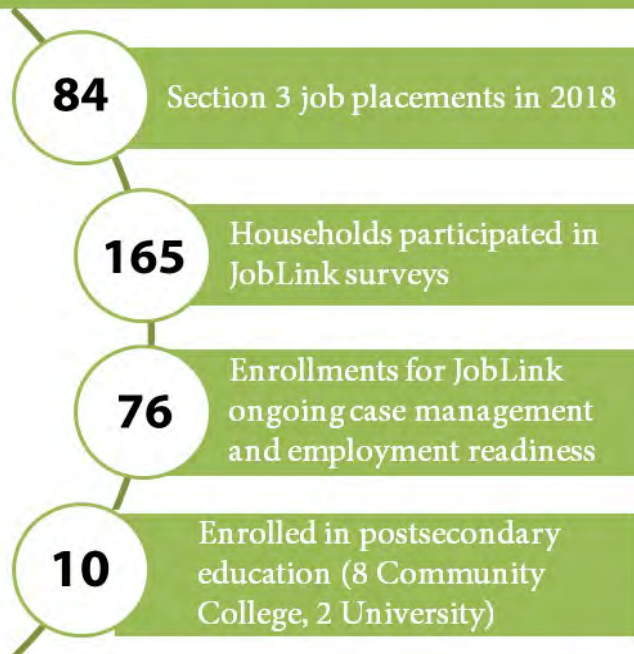 84
Section 3 job placements in 2018
165
Households participated in
JobLink surveys
76
Enrollments for JobLink
ongoing case management
and employment readiness
10
Enrolled in postsecondary
education (8 Community
College, 2 University)